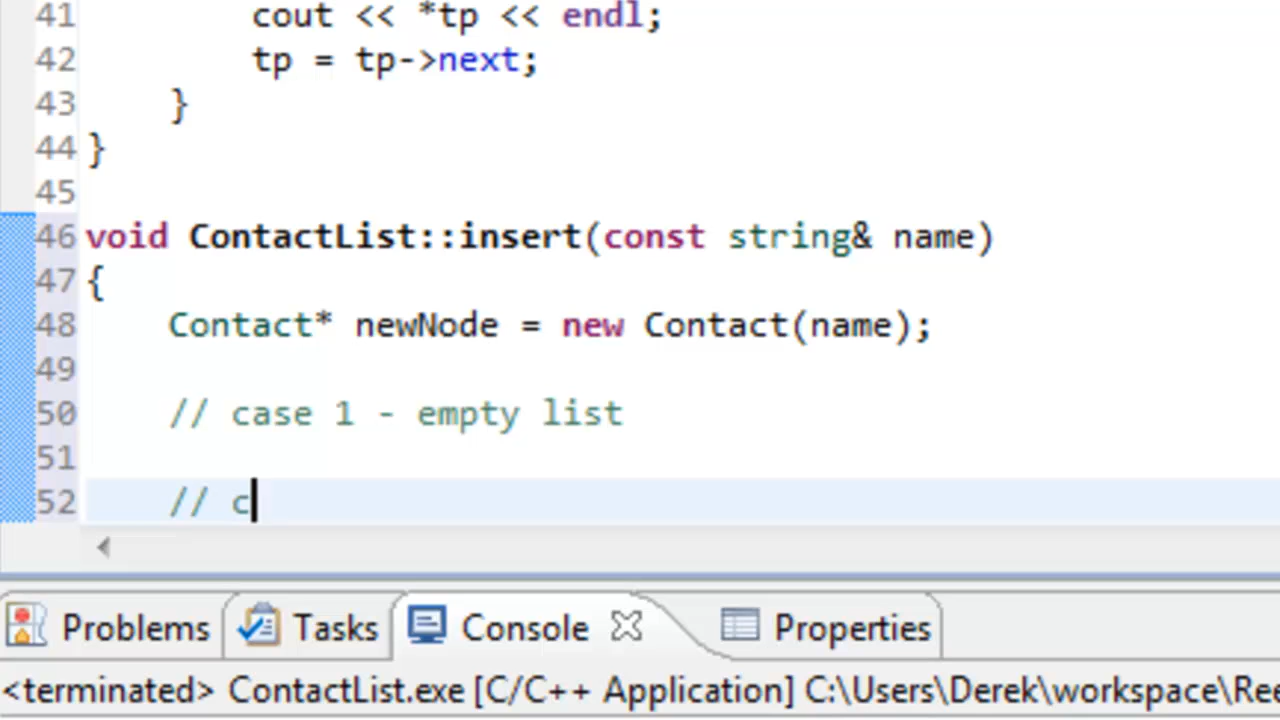 41 cout << *tp << endl;
42 tp = tp->next;
43 }
44 }
45
46 void ContactList::insert(const string& name)
47 {
48 Contact* newNode = new Contact(name);
49
50 // case 1 - empty list
51
52 // c
Problems Tasks Console Properties
<terminated> ContactList.exe [C/C++ Application] C:\Users\Derek\workspace\Ree